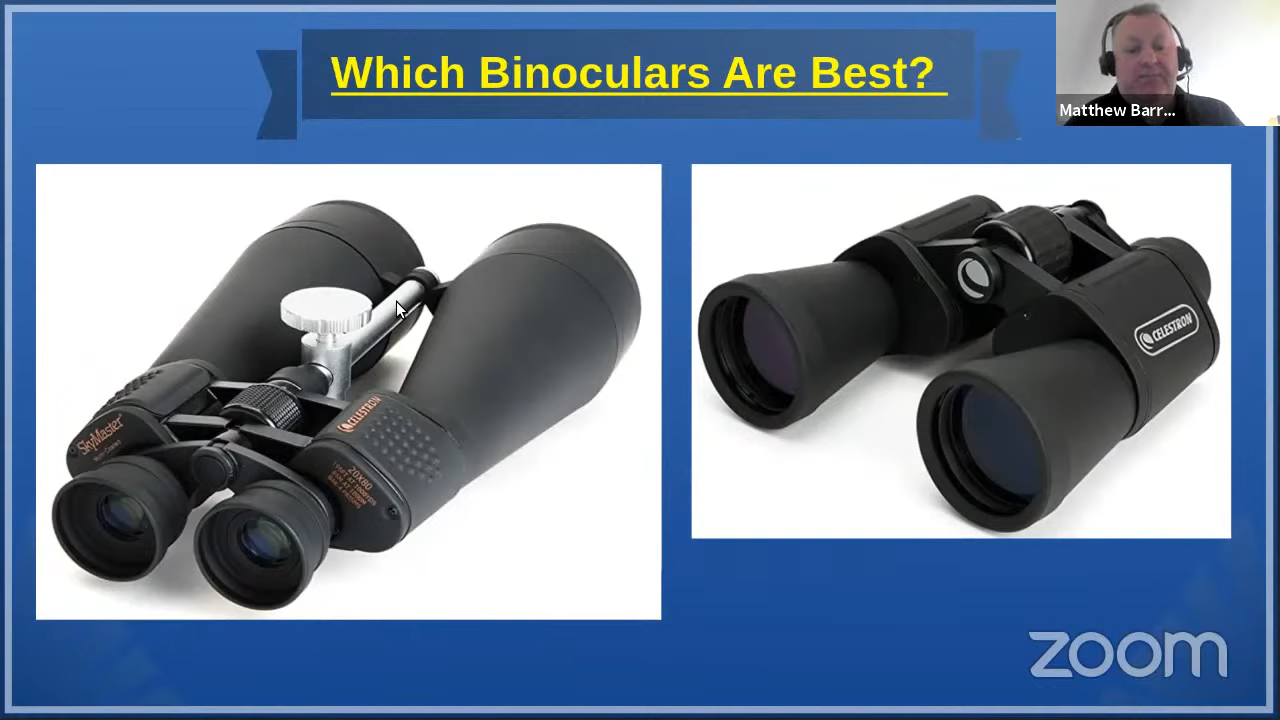 Which Binoculars Are Best?
Matthew Barr...
SkyMaster
CELESTRON
20X80
CELESTRON
zoom